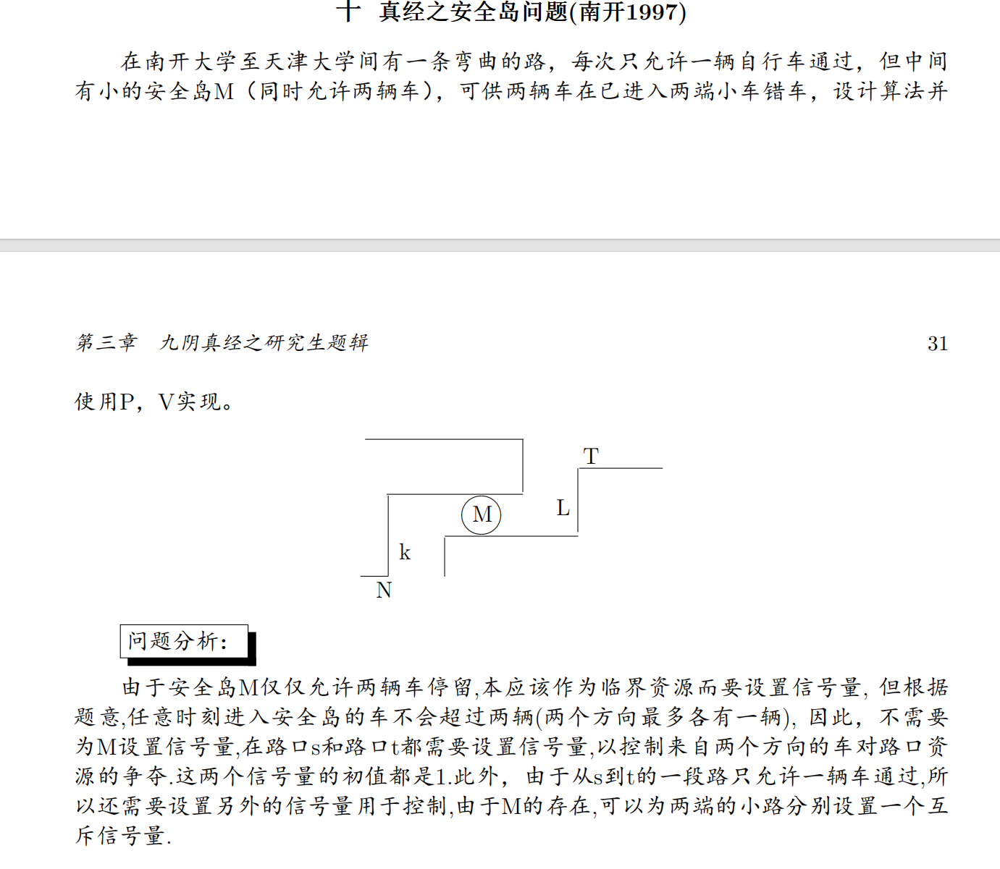 十 真经之安全岛问题(南开1997)
在南开大学至天津大学间有一条弯曲的路，每次只允许一辆自行车通过，但中间
有小的安全岛M（同时允许两辆车），可供两辆车在已进入两端小车错车，设计算法并
第三章 九阴真经之研究生题辑 31
使用P，V实现。
T
M
L
k
N
问题分析：
由于安全岛M仅仅允许两辆车停留,本应该作为临界资源而要设置信号量, 但根据
题意,任意时刻进入安全岛的车不会超过两辆(两个方向最多各有一辆), 因此，不需要
为M设置信号量,在路口s和路口t都需要设置信号量,以控制来自两个方向的车对路口资
源的争夺.这两个信号量的初值都是1.此外，由于从s到t的一段路只允许一辆车通过,所
以还需要设置另外的信号量用于控制,由于M的存在,可以为两端的小路分别设置一个互
斥信号量.